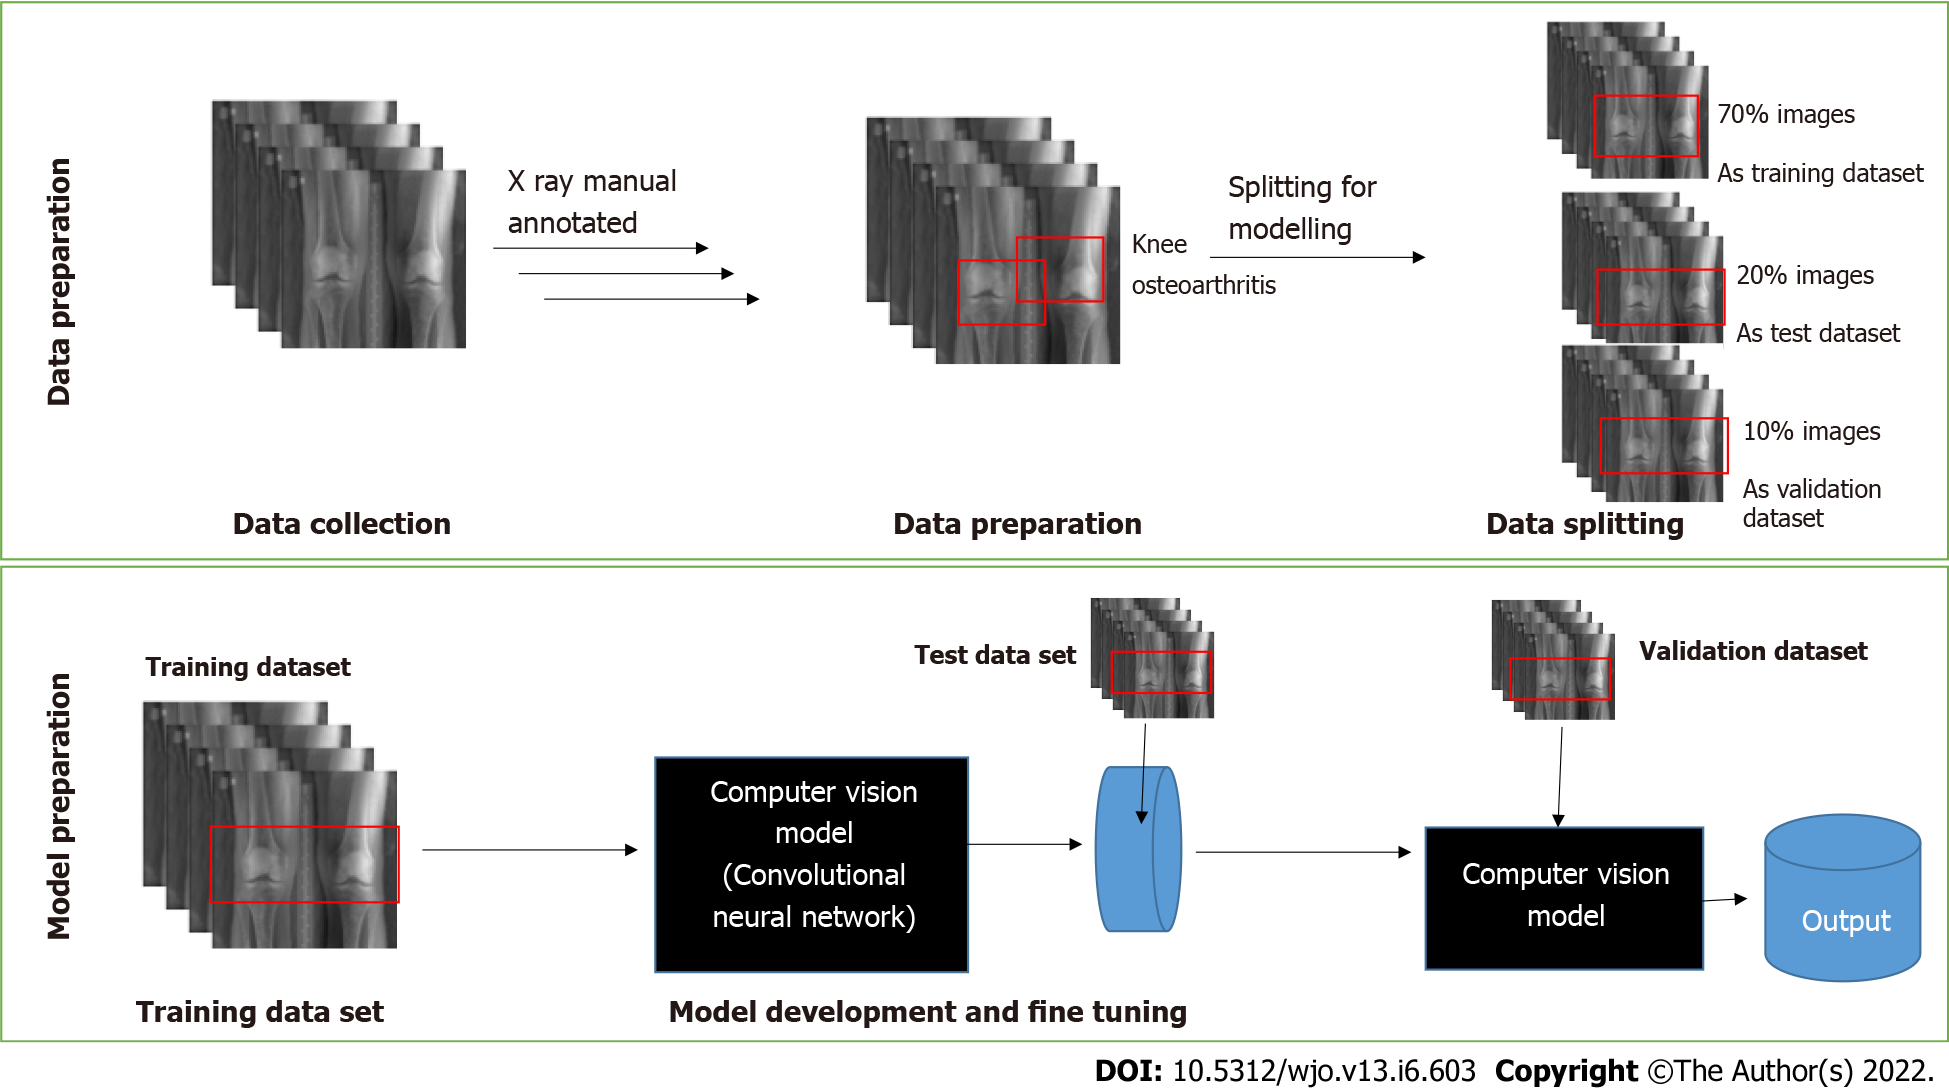 Data preparation
X ray manual
annotated
Knee
osteoarthritis
Splitting for
modelling
70% images
As training dataset
20% images
As test dataset
10% images
As validation
dataset
Data collection
Data preparation
Data splitting
Model preparation
Training dataset
Test data set
Validation dataset
Computer vision
model
(Convolutional
neural network)
Computer vision
model
Output
Training data set
Model development and fine tuning
DOI: 10.5312/wjo.v13.i6.603 Copyright ©The Author(s) 2022.